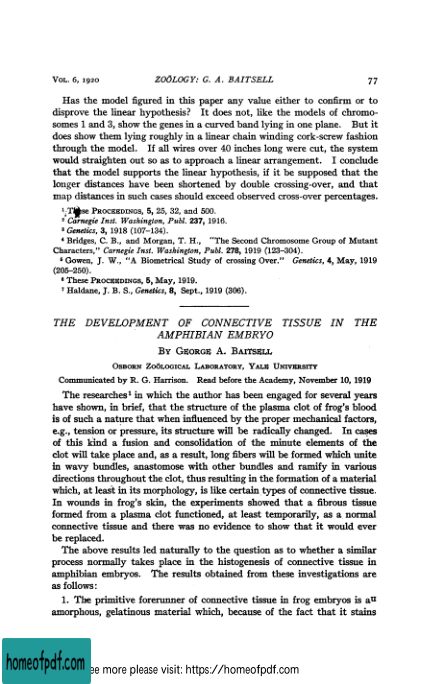 VOL. 6, 1920 ZOÖLOGY: G. A. BAITSELL 77
Has the model figured in this paper any value either to confirm or to
disprove the linear hypothesis? It does not, like the models of chromo-
somes 1 and 3, show the genes in a curved band lying in one plane. But it
does show them lying roughly in a linear chain winding cork-screw fashion
through the model. If all wires over 40 inches long were cut, the system
would straighten out so as to approach a linear arrangement. I conclude
that the model supports the linear hypothesis, if it be supposed that the
longer distances have been shortened by double crossing-over, and that
map distances in such cases should exceed observed cross-over percentages.
1 These PROCEEDINGS, 5, 25, 32, and 500.
2 Carnegie Inst. Washington, Publ. 237, 1916.
3 Genetics, 3, 1918 (107–134).
4 Bridges, C. B., and Morgan, T. H., "The Second Chromosome Group of Mutant
Characters," Carnegie Inst. Washington, Publ. 278, 1919 (123–304).
5 Gowen, J. W., "A Biometrical Study of crossing Over." Genetics, 4, May, 1919
(205–250).
6 These PROCEEDINGS, 5, May, 1919.
7 Haldane, J. B. S., Genetics, 8, Sept., 1919 (306).
THE DEVELOPMENT OF CONNECTIVE TISSUE IN THE
AMPHIBIAN EMBRYO
BY GEORGE A. BAITSELL
OSBORN ZOÖLOGICAL LABORATORY, YALE UNIVERSITY
Communicated by R. G. Harrison. Read before the Academy, November 10, 1919
The researches1 in which the author has been engaged for several years
have shown, in brief, that the structure of the plasma clot of frog's blood
is of such a nature that when influenced by the proper mechanical factors,
e.g., tension or pressure, its structure will be radically changed. In cases
of this kind a fusion and consolidation of the minute elements of the
clot will take place and, as a result, long fibers will be formed which unite
in wavy bundles, anastomose with other bundles and ramify in various
directions throughout the clot, thus resulting in the formation of a material
which, at least in its morphology, is like certain types of connective tissue.
In wounds in frog's skin, the experiments showed that a fibrous tissue
formed from a plasma clot functioned, at least temporarily, as a normal
connective tissue and there was no evidence to show that it would ever
be replaced.
The above results led naturally to the question as to whether a similar
process normally takes place in the histogenesis of connective tissue in
amphibian embryos. The results obtained from these investigations are
as follows:
1. The primitive forerunner of connective tissue in frog embryos is an
amorphous, gelatinous material which, because of the fact that it stains
homeofpdf.com
ee more please visit: https://homeofpdf.com